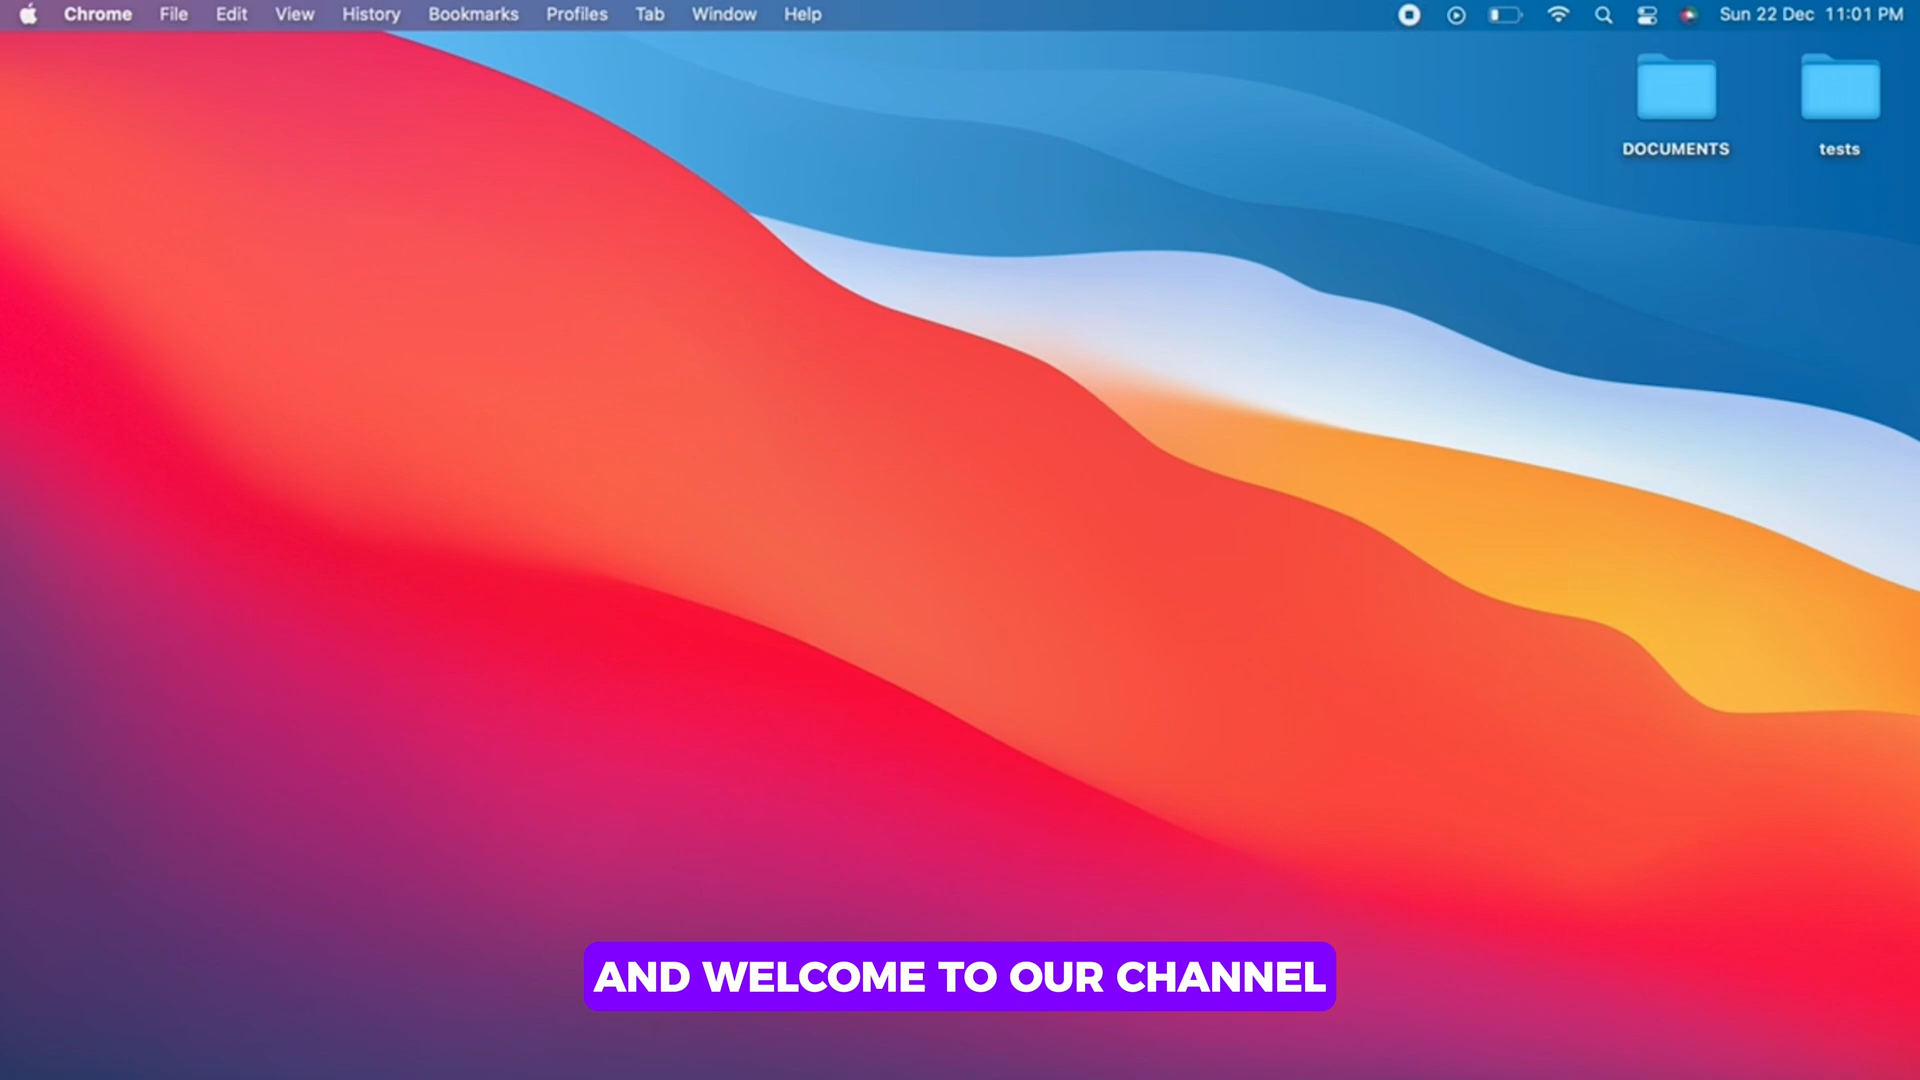 Chrome File Edit View History Bookmarks Profiles Tab Window Help Sun 22 Dec 11:01 PM
DOCUMENTS tests
AND WELCOME TO OUR CHANNEL